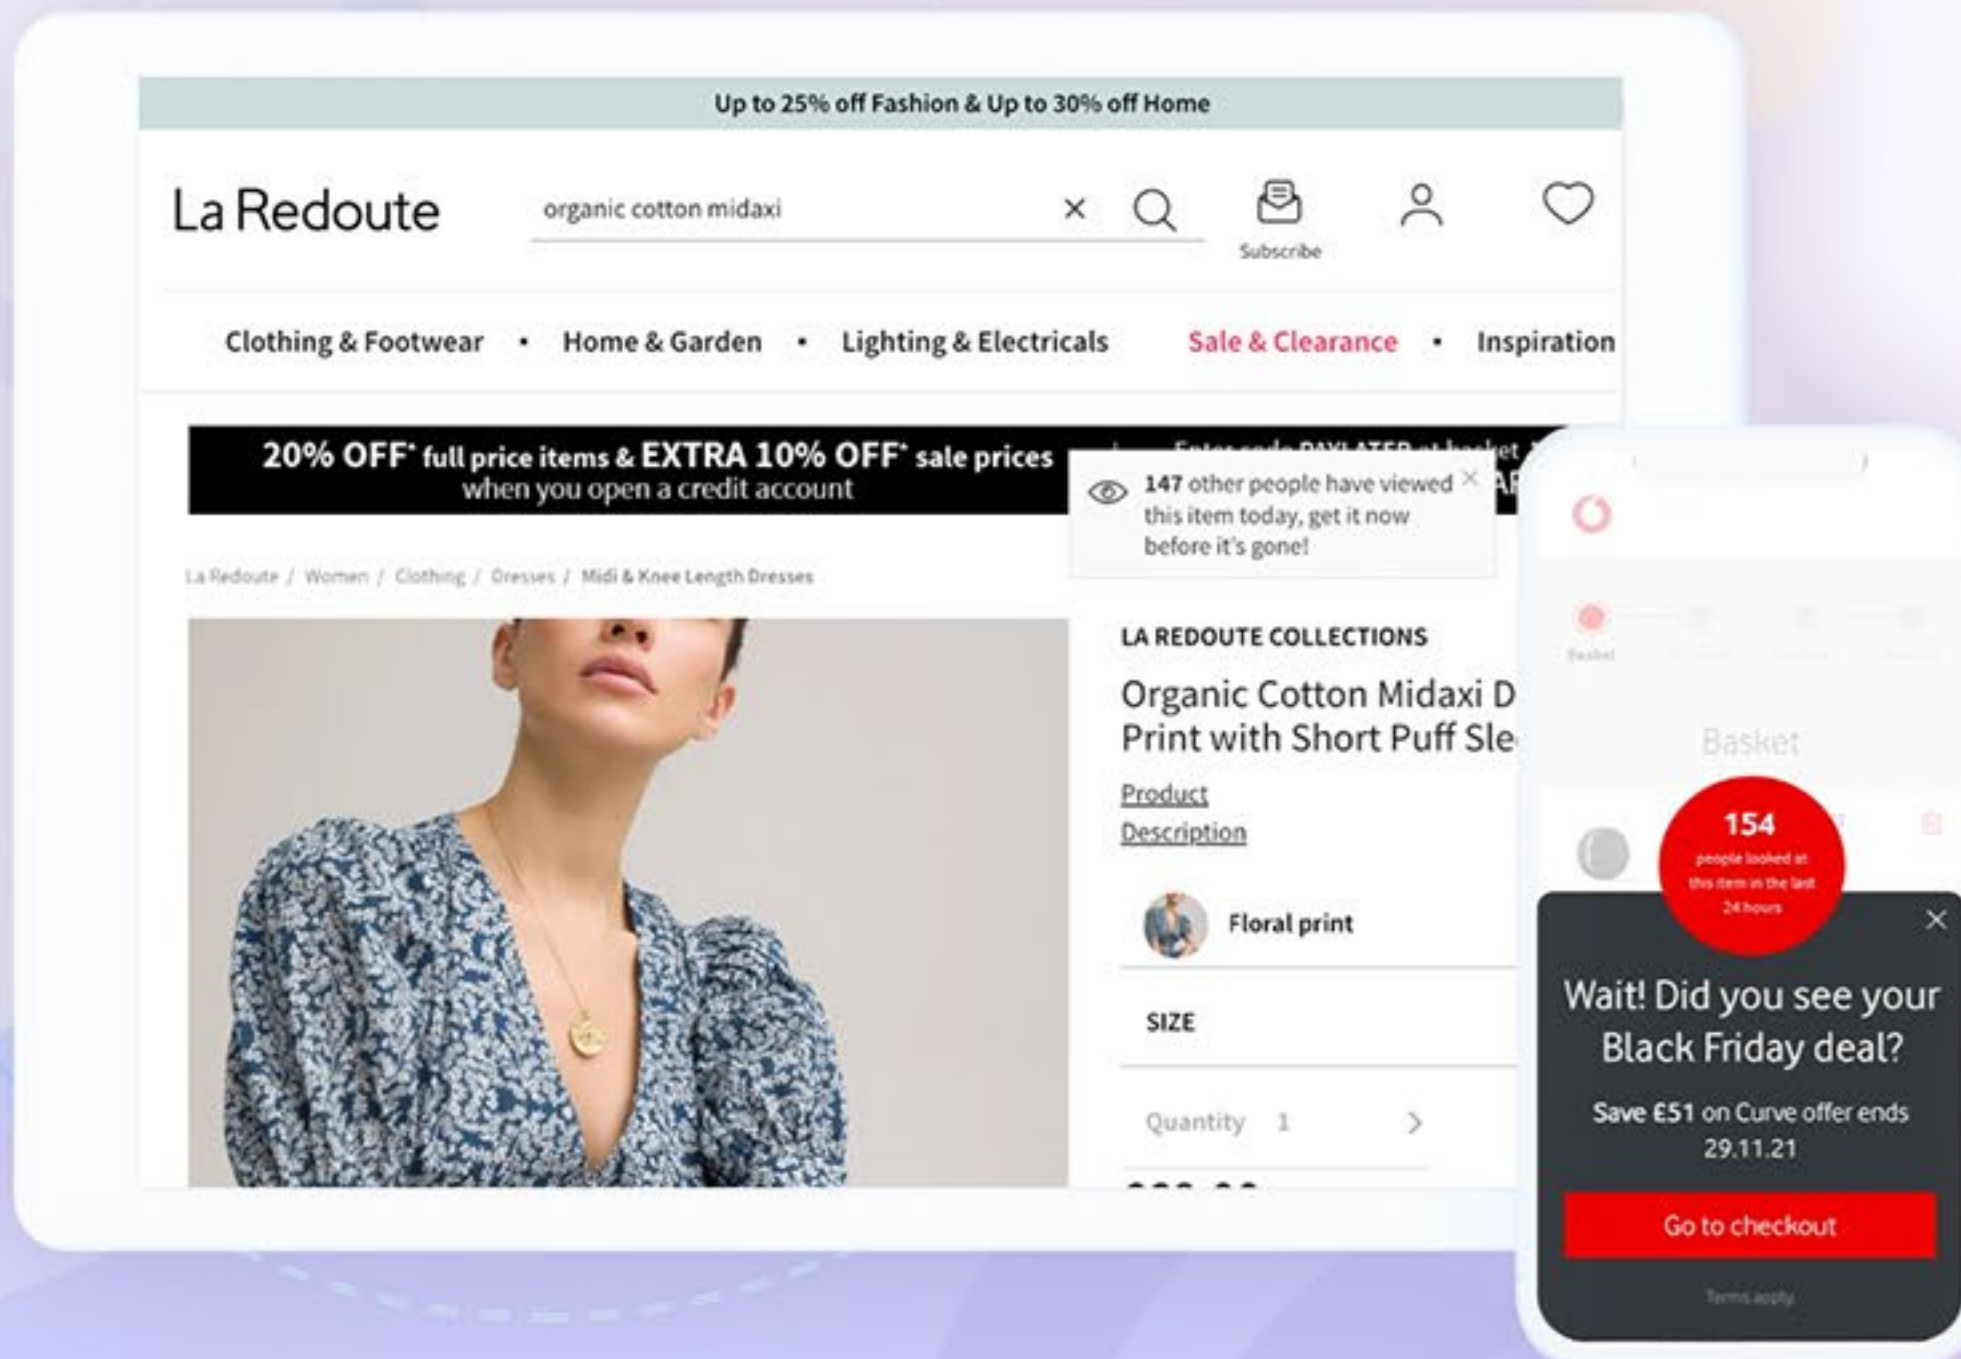 Up to 25% off Fashion & Up to 30% off Home
La Redoute
organic cotton midaxi
Subscribe
Clothing & Footwear • Home & Garden • Lighting & Electricals Sale & Clearance • Inspiration
20% OFF* full price items & EXTRA 10% OFF* sale prices
when you open a credit account
Enter code PAYLATER at basket
147 other people have viewed
this item today, get it now
before it's gone!
La Redoute / Women / Clothing / Dresses / Midi & Knee Length Dresses
LA REDOUTE COLLECTIONS
Organic Cotton Midaxi D
Print with Short Puff Sle
Product
Description
Floral print
SIZE
Quantity 1
Basket
Basket
154
people looked at
this item in the last
24 hours
Wait! Did you see your
Black Friday deal?
Save £51 on Curve offer ends
29.11.21
Go to checkout
Terms apply.